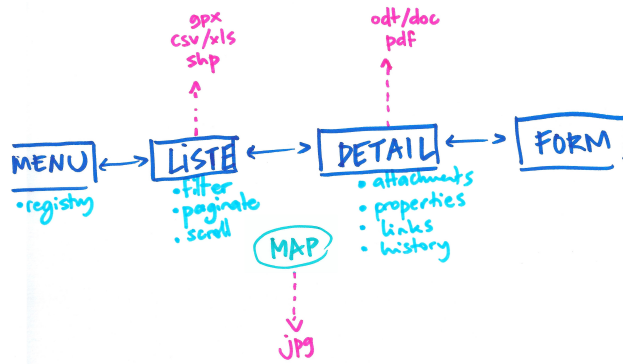 gpx
csv/xls
shp
odt/doc
pdf
MENU
LiSTE
DETAIL
FORM
• registry
• filter
• paginate
• scroll
• attachments
• properties
• links
• history
MAP
jpg